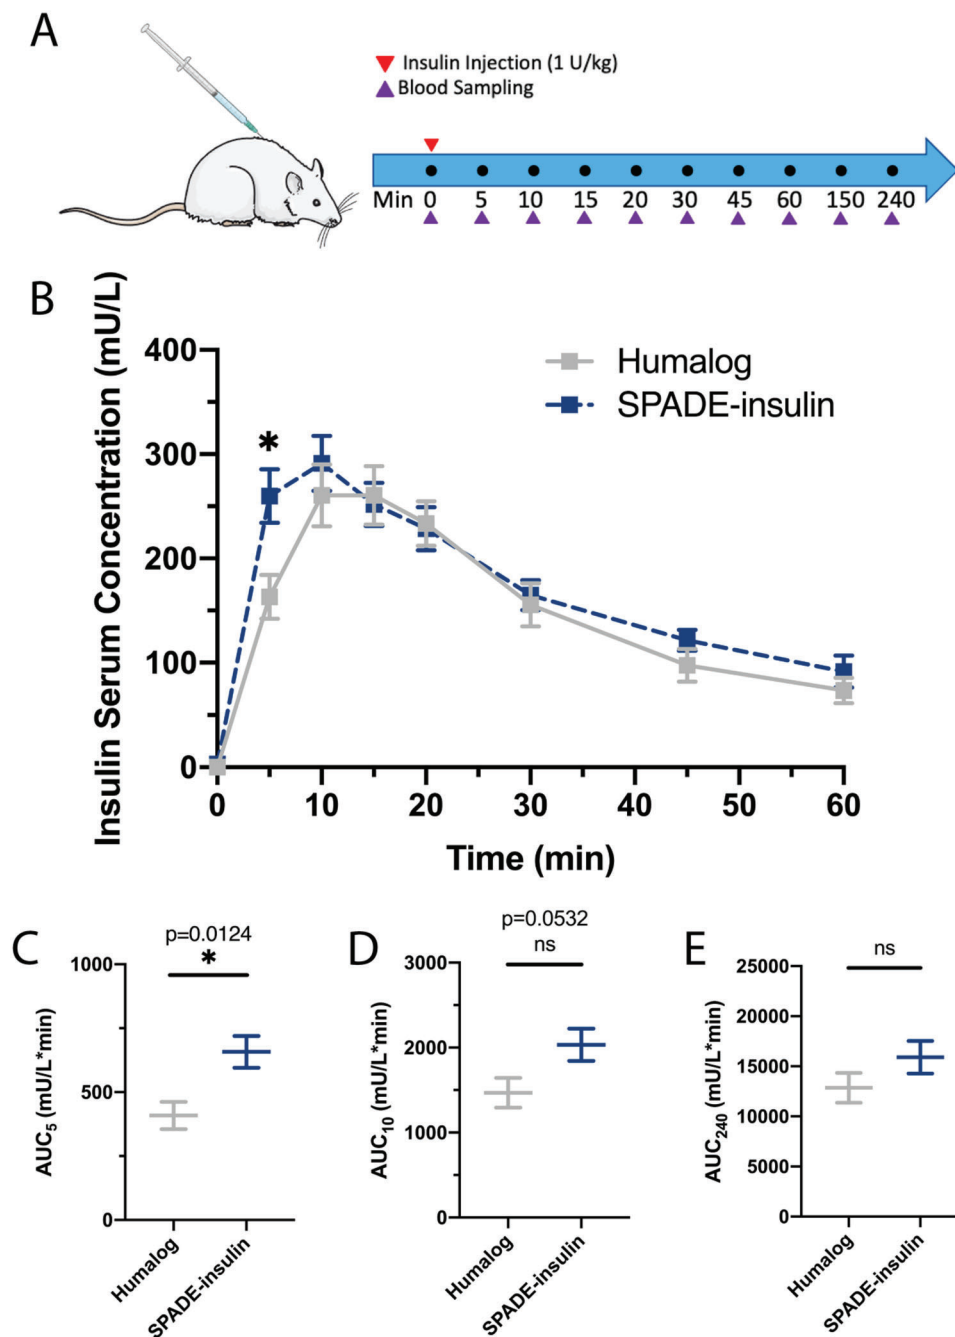 A
Insulin Injection (1 U/kg)
Blood Sampling
Min 0 5 10 15 20 30 45 60 150 240
B
Insulin Serum Concentration (mU/L)
400
300
200
100
0
*
Humalog
SPADE-insulin
0 10 20 30 40 50 60
Time (min)
C
p=0.0124
*
AUC5 (mU/L*min)
1000
500
0
Humalog
SPADE-insulin
D
p=0.0532
ns
AUC10 (mU/L*min)
3000
2000
1000
0
Humalog
SPADE-insulin
E
ns
AUC240 (mU/L*min)
25000
20000
15000
10000
5000
0
Humalog
SPADE-insulin